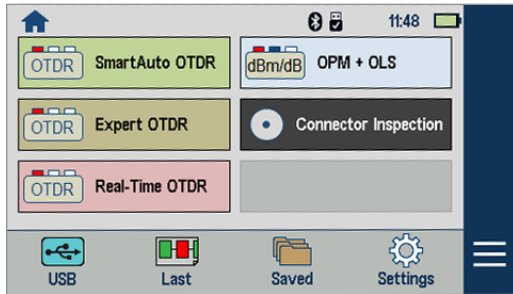 11:48
OTDR SmartAuto OTDR
dBm/dB OPM + OLS
OTDR Expert OTDR
Connector Inspection
OTDR Real-Time OTDR
USB
Last
Saved
Settings